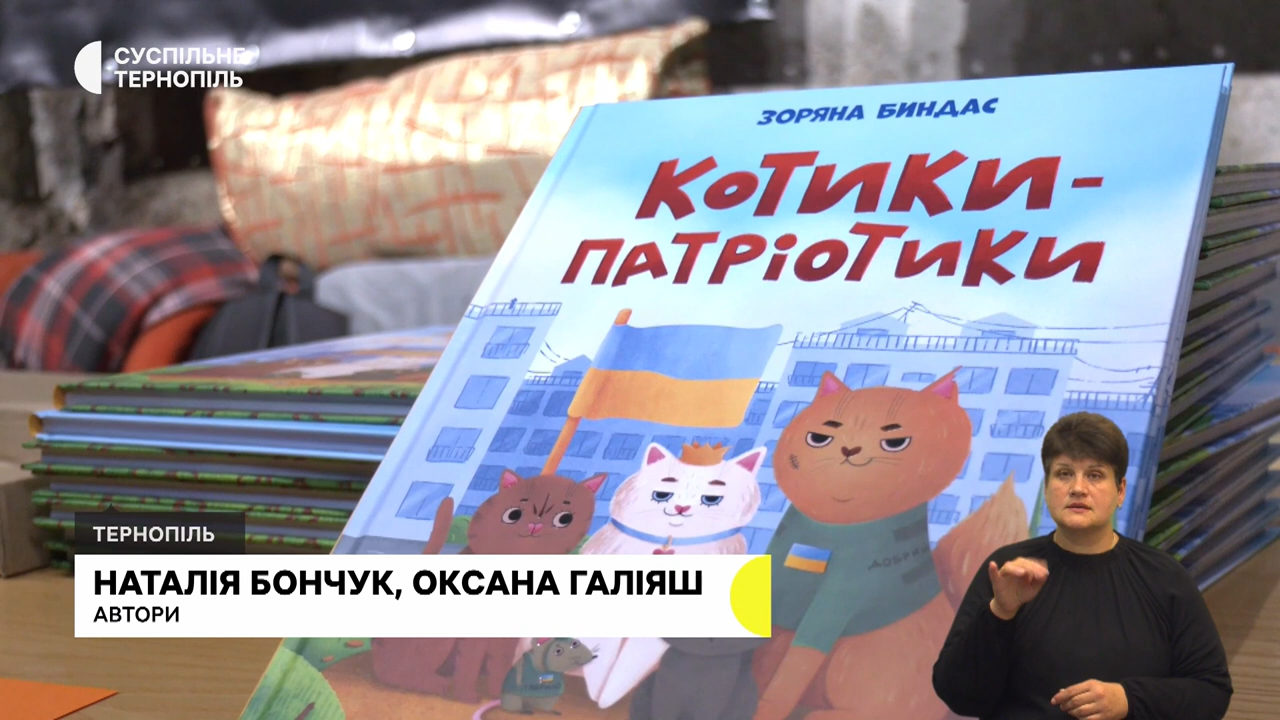 СУСПІЛЬНЕ
ТЕРНОПІЛЬ
ЗОРЯНА БИНДАС
КОТИКИ-
ПАТРІОТИКИ
ТЕРНОПІЛЬ
НАТАЛІЯ БОНЧУК, ОКСАНА ГАЛІЯШ
АВТОРИ